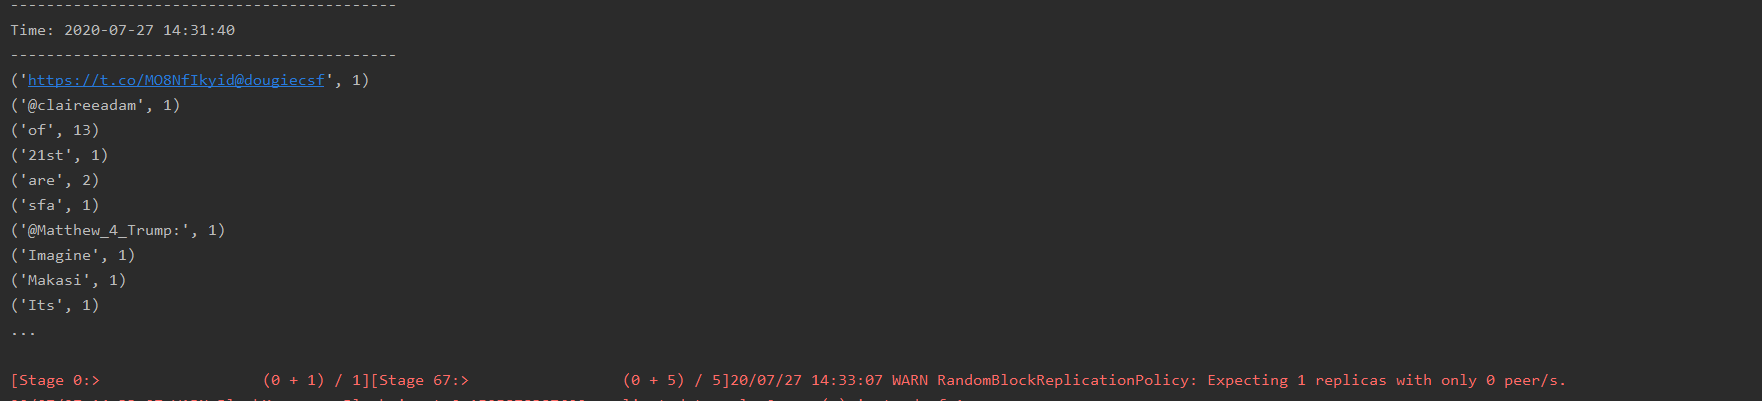 -------------------------------------------
Time: 2020-07-27 14:31:40
-------------------------------------------
('https://t.co/MO8NfIkyid@dougiecsf', 1)
('@claireeadam', 1)
('of', 13)
('21st', 1)
('are', 2)
('sfa', 1)
('@Matthew_4_Trump:', 1)
('Imagine', 1)
('Makasi', 1)
('Its', 1)
...
[Stage 0:>                  (0 + 1) / 1][Stage 67:>                 (0 + 5) / 5]20/07/27 14:33:07 WARN RandomBlockReplicationPolicy: Expecting 1 replicas with only 0 peer/s.